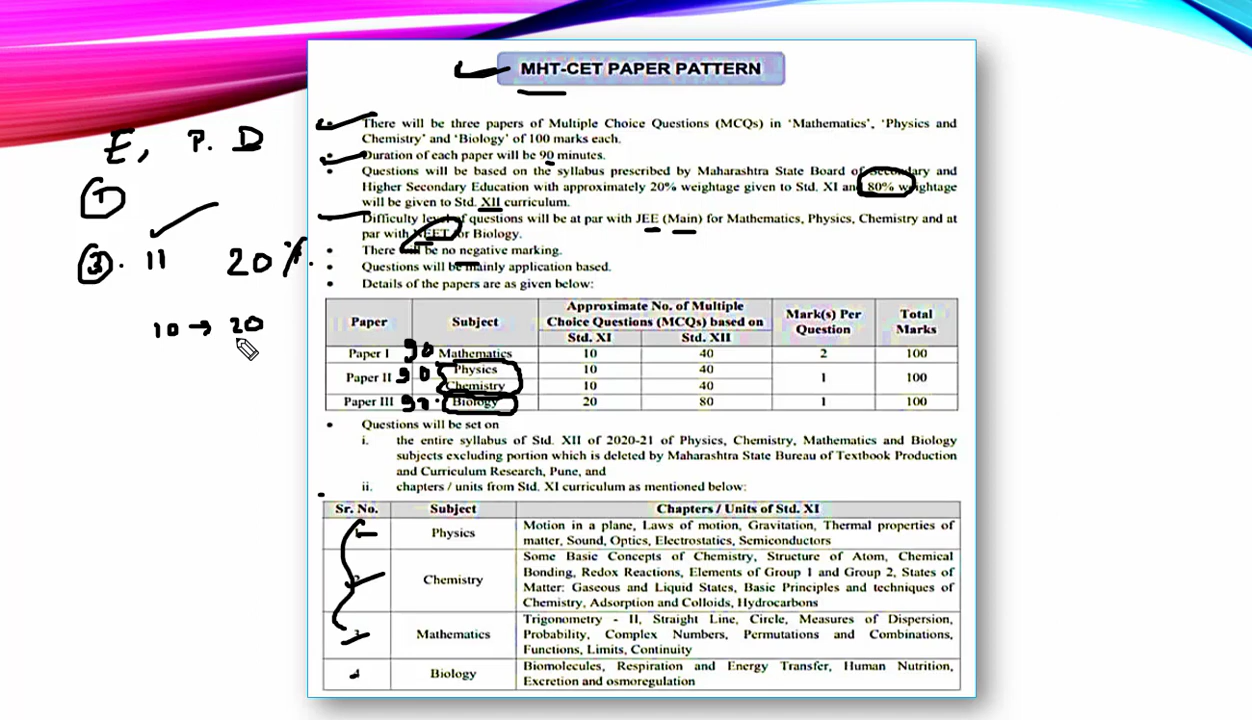 MHT-CET PAPER PATTERN
E, P. D
1
3. 11 20%.
10 → 20
• There will be three papers of Multiple Choice Questions (MCQs) in 'Mathematics', 'Physics and
Chemistry' and 'Biology' of 100 marks each.
• Duration of each paper will be 90 minutes.
• Questions will be based on the syllabus prescribed by Maharashtra State Board of Secondary and
Higher Secondary Education with approximately 20% weightage given to Std. XI and 80% weightage
will be given to Std. XII curriculum.
• Difficulty level of questions will be at par with JEE (Main) for Mathematics, Physics, Chemistry and at
par with NEET for Biology.
• There will be no negative marking.
• Questions will be mainly application based.
• Details of the papers are as given below:
Paper Subject Approximate No. of Multiple Choice Questions (MCQs) based on Mark(s) Per Question Total Marks
Std. XI Std. XII
Paper I 90 Mathematics 10 40 2 100
Paper II 90 Physics 10 40 1 100
Chemistry 10 40
Paper III 90 Biology 20 80 1 100
• Questions will be set on
i. the entire syllabus of Std. XII of 2020-21 of Physics, Chemistry, Mathematics and Biology
subjects excluding portion which is deleted by Maharashtra State Bureau of Textbook Production
and Curriculum Research, Pune, and
ii. chapters / units from Std. XI curriculum as mentioned below:
Sr. No. Subject Chapters / Units of Std. XI
Physics Motion in a plane, Laws of motion, Gravitation, Thermal properties of
matter, Sound, Optics, Electrostatics, Semiconductors
Chemistry Some Basic Concepts of Chemistry, Structure of Atom, Chemical
Bonding, Redox Reactions, Elements of Group 1 and Group 2, States of
Matter: Gaseous and Liquid States, Basic Principles and techniques of
Chemistry, Adsorption and Colloids, Hydrocarbons
3 Mathematics Trigonometry - II, Straight Line, Circle, Measures of Dispersion,
Probability, Complex Numbers, Permutations and Combinations,
Functions, Limits, Continuity
4 Biology Biomolecules, Respiration and Energy Transfer, Human Nutrition,
Excretion and osmoregulation